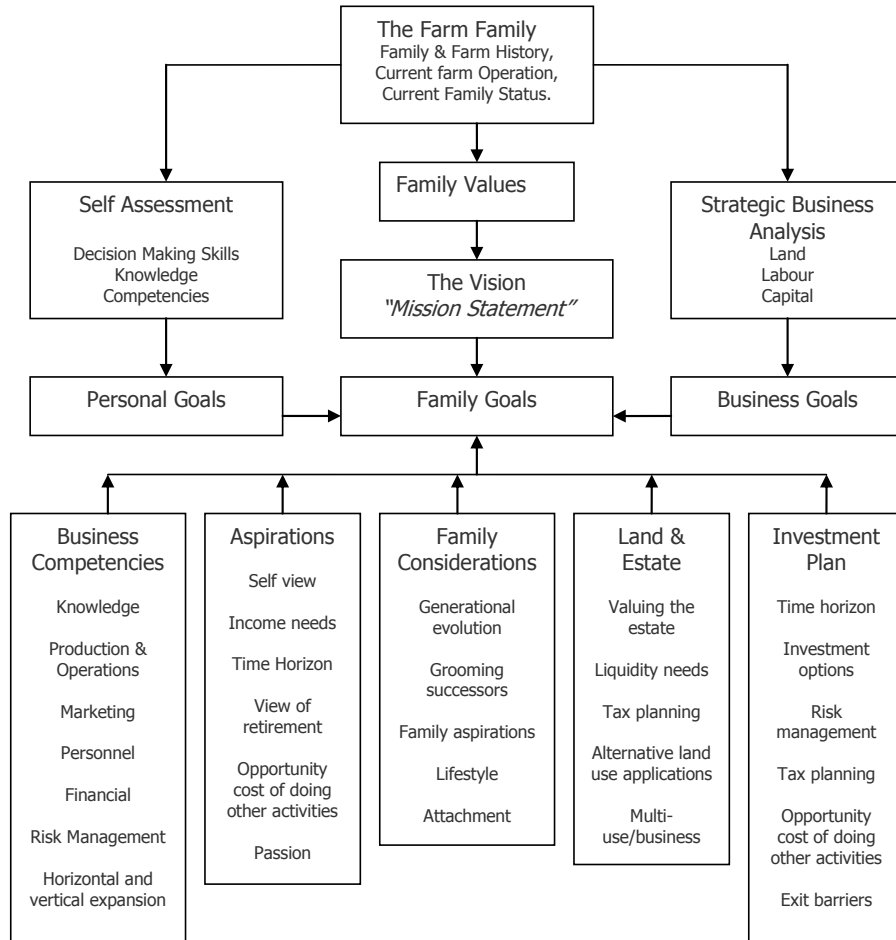 The Farm Family
Family & Farm History,
Current farm Operation,
Current Family Status.
Self Assessment
Decision Making Skills
Knowledge
Competencies
Family Values
Strategic Business
Analysis
Land
Labour
Capital
The Vision
“Mission Statement”
Personal Goals
Family Goals
Business Goals
Business
Competencies
Knowledge
Production &
Operations
Marketing
Personnel
Financial
Risk Management
Horizontal and
vertical expansion
Aspirations
Self view
Income needs
Time Horizon
View of
retirement
Opportunity
cost of doing
other activities
Passion
Family
Considerations
Generational
evolution
Grooming
successors
Family aspirations
Lifestyle
Attachment
Land &
Estate
Valuing the
estate
Liquidity needs
Tax planning
Alternative land
use applications
Multi-
use/business
Investment
Plan
Time horizon
Investment
options
Risk
management
Tax planning
Opportunity
cost of doing
other activities
Exit barriers